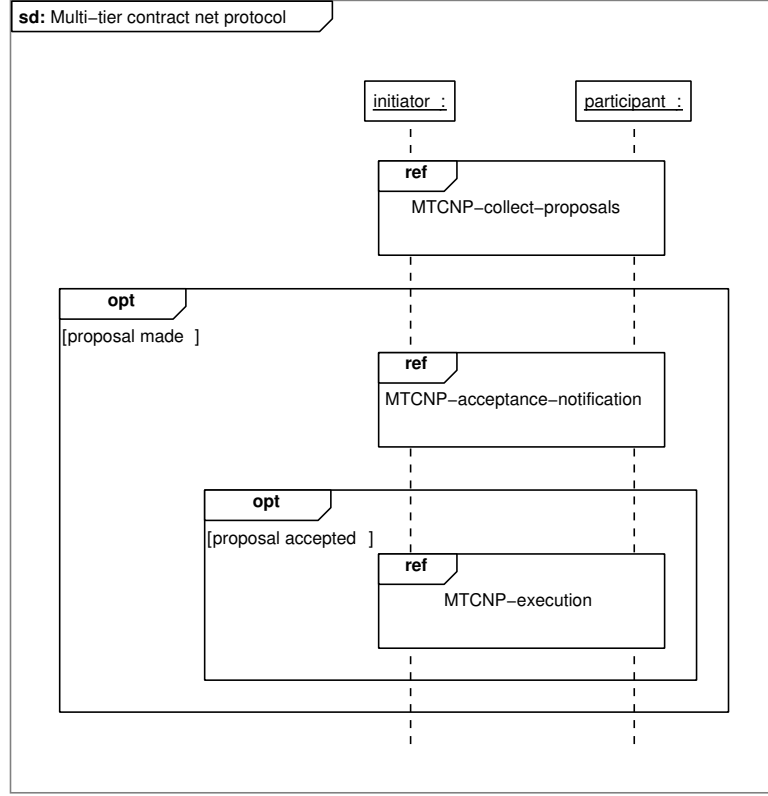 sd: Multi−tier contract net protocol
initiator :
participant :
ref
MTCNP−collect−proposals
opt
[proposal made ]
ref
MTCNP−acceptance−notification
opt
[proposal accepted ]
ref
MTCNP−execution